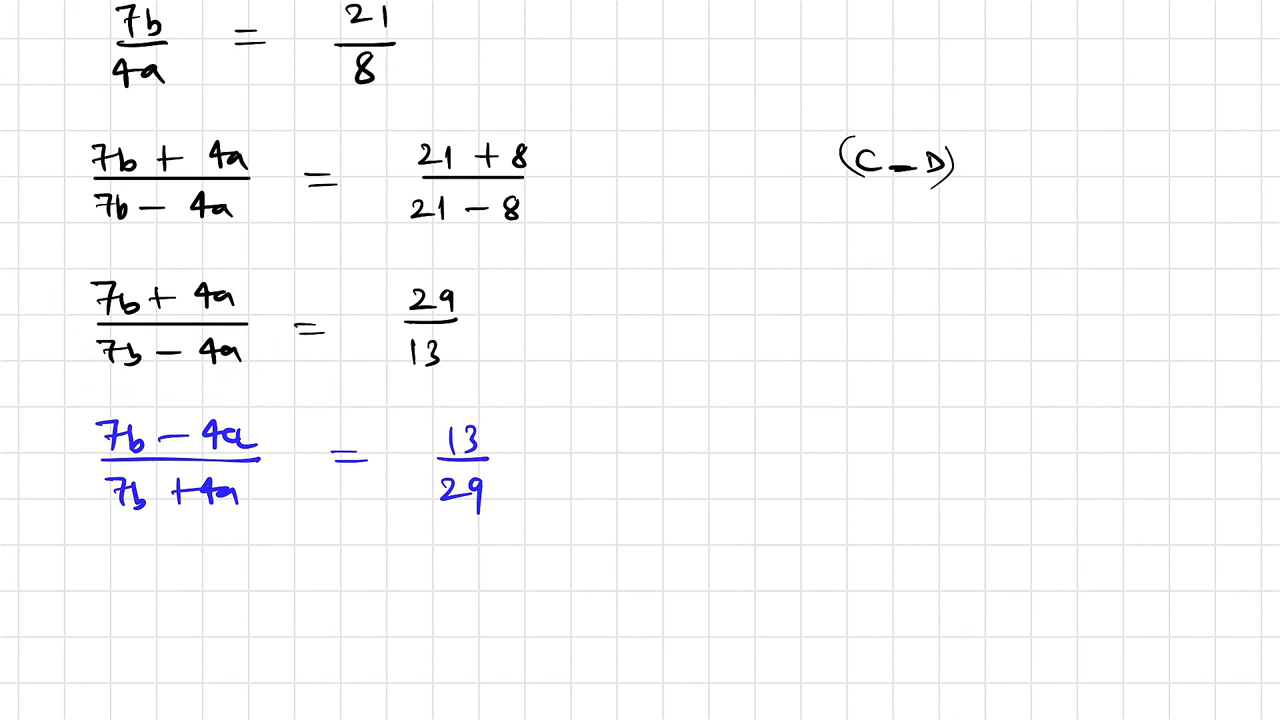 7b/4a = 21/8
(7b + 4a)/(7b - 4a) = (21 + 8)/(21 - 8) (C - D)
(7b + 4a)/(7b - 4a) = 29/13
(7b - 4a)/(7b + 4a) = 13/29